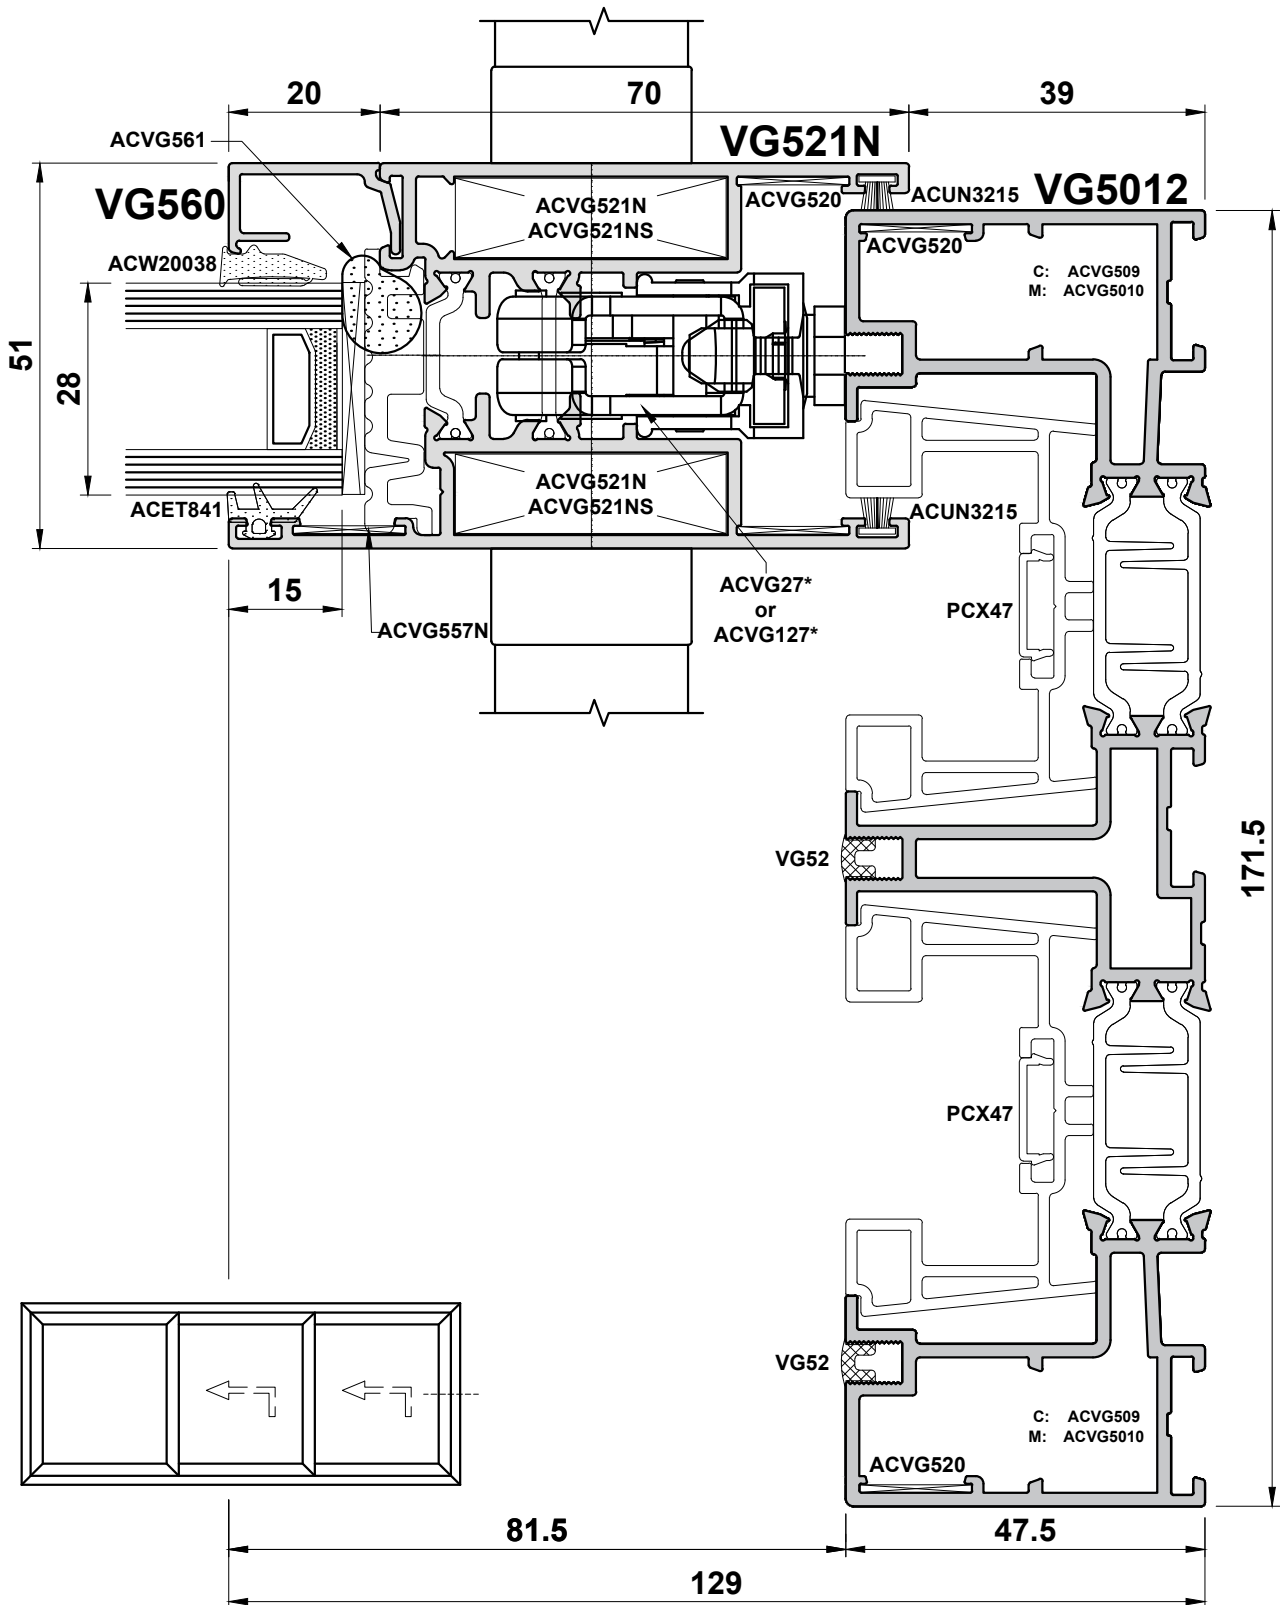 20
70
39
ACVG561
VG521N
VG560
ACVG521N
ACVG521NS
ACVG520
ACUN3215
VG5012
ACVG520
ACW20038
C: ACVG509
M: ACVG5010
51
28
ACET841
ACVG521N
ACVG521NS
ACUN3215
15
ACVG557N
ACVG27*
or
ACVG127*
PCX47
VG52
171.5
PCX47
VG52
C: ACVG509
M: ACVG5010
ACVG520
81.5
47.5
129